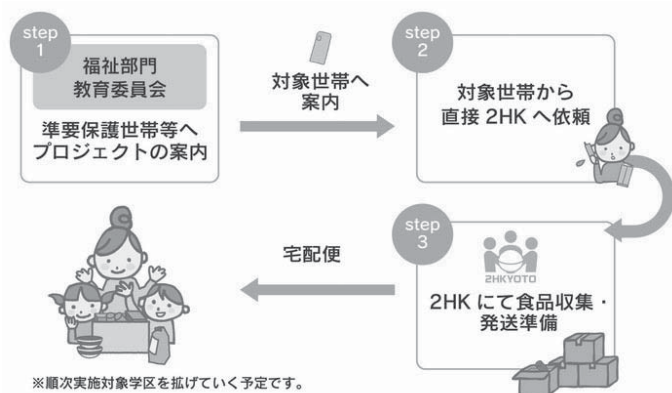 step
1
福祉部門
教育委員会
準要保護世帯等へ
プロジェクトの案内
対象世帯へ
案内
step
2
対象世帯から
直接 2HK へ依頼
step
3
2HKYOTO
2HK にて食品収集・
発送準備
宅配便
※順次実施対象学区を拡げていく予定です。